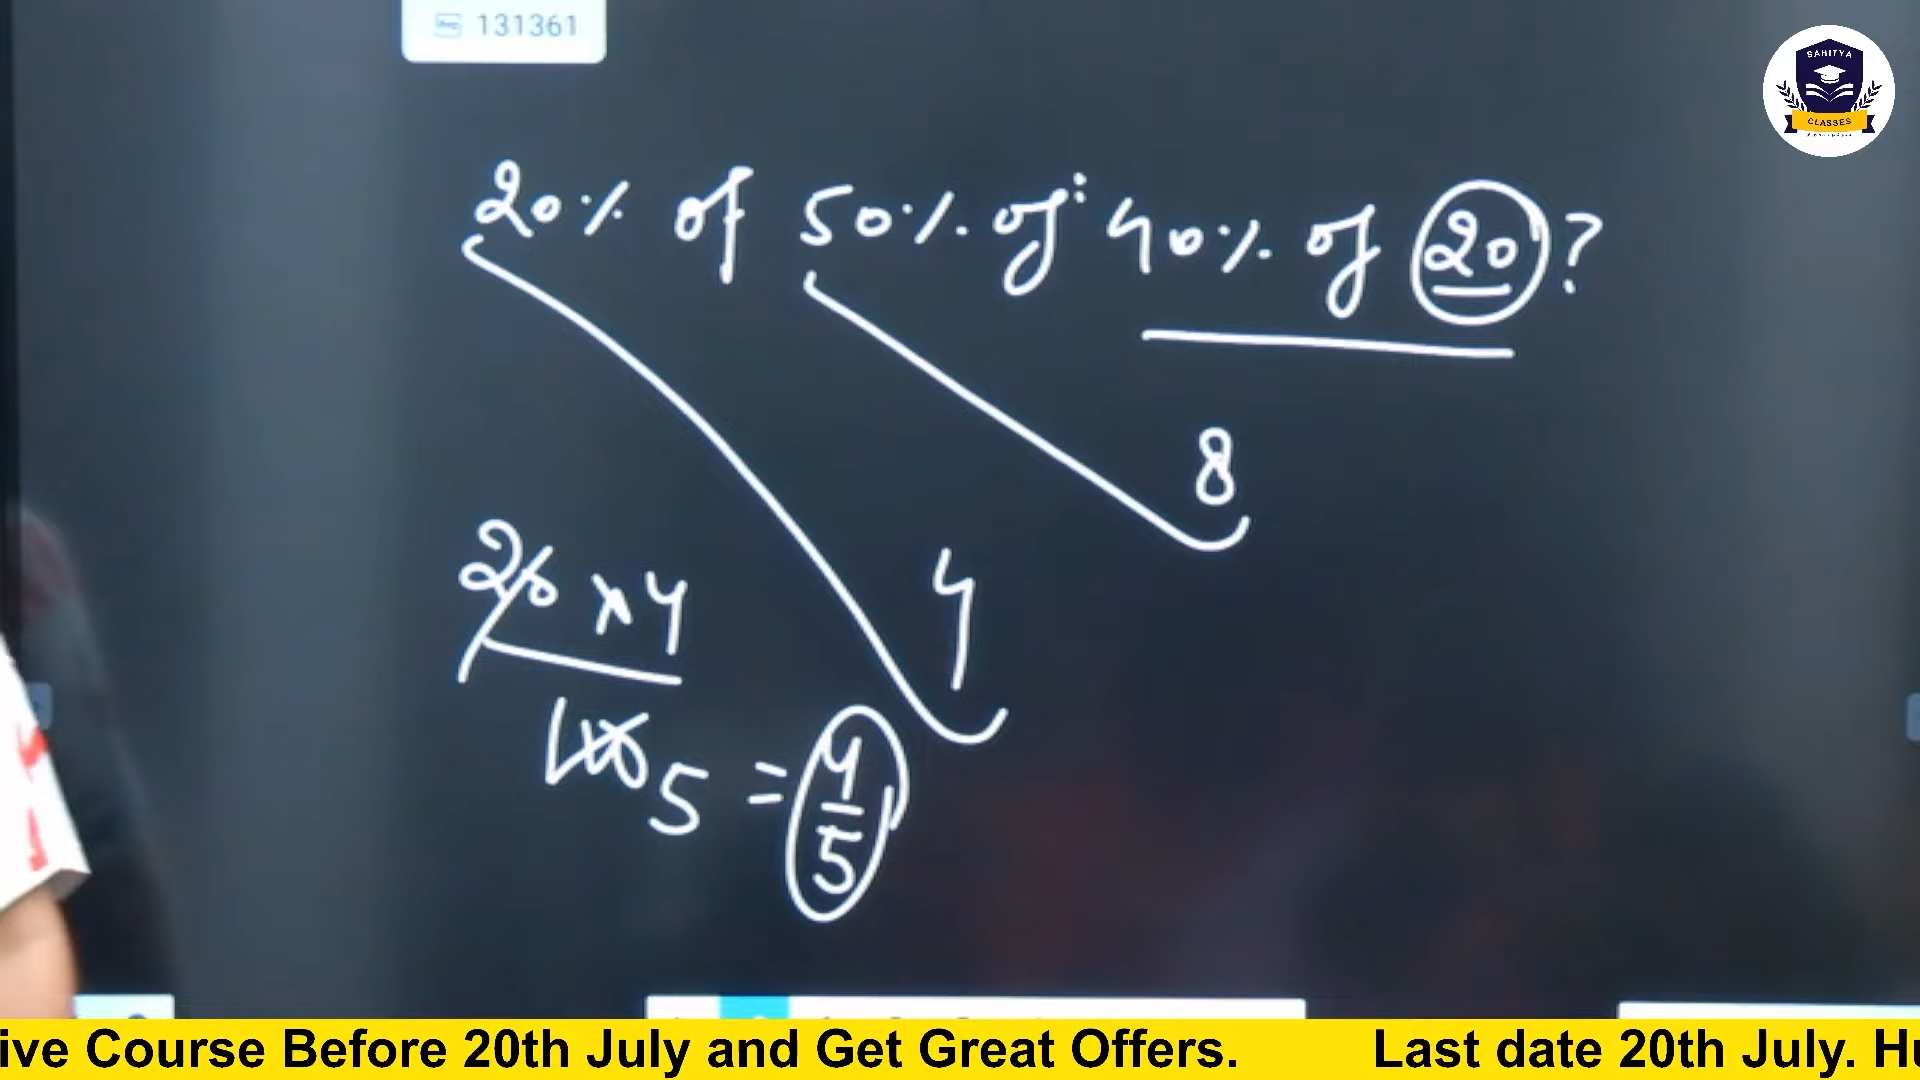 131361
SAHITYA
CLASSES
20% of 50% of: 40% of 20?
8
4
20 x 4
100 5 = 4/5
ive Course Before 20th July and Get Great Offers. Last date 20th July. Hu